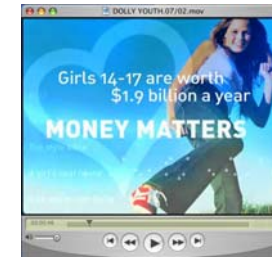 DOLLY YOUTH.07/02.mov
Girls 14-17 are worth
$1.9 billion a year
MONEY MATTERS